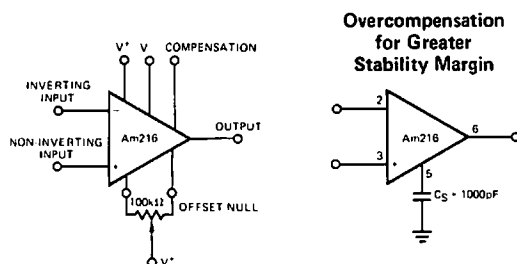 V+
V
COMPENSATION
INVERTING
INPUT
−
Am216
OUTPUT
NON-INVERTING
INPUT
+
100kΩ
OFFSET NULL
V+
Overcompensation
for Greater
Stability Margin
2
Am216
6
3
+
5
CS - 1000pF